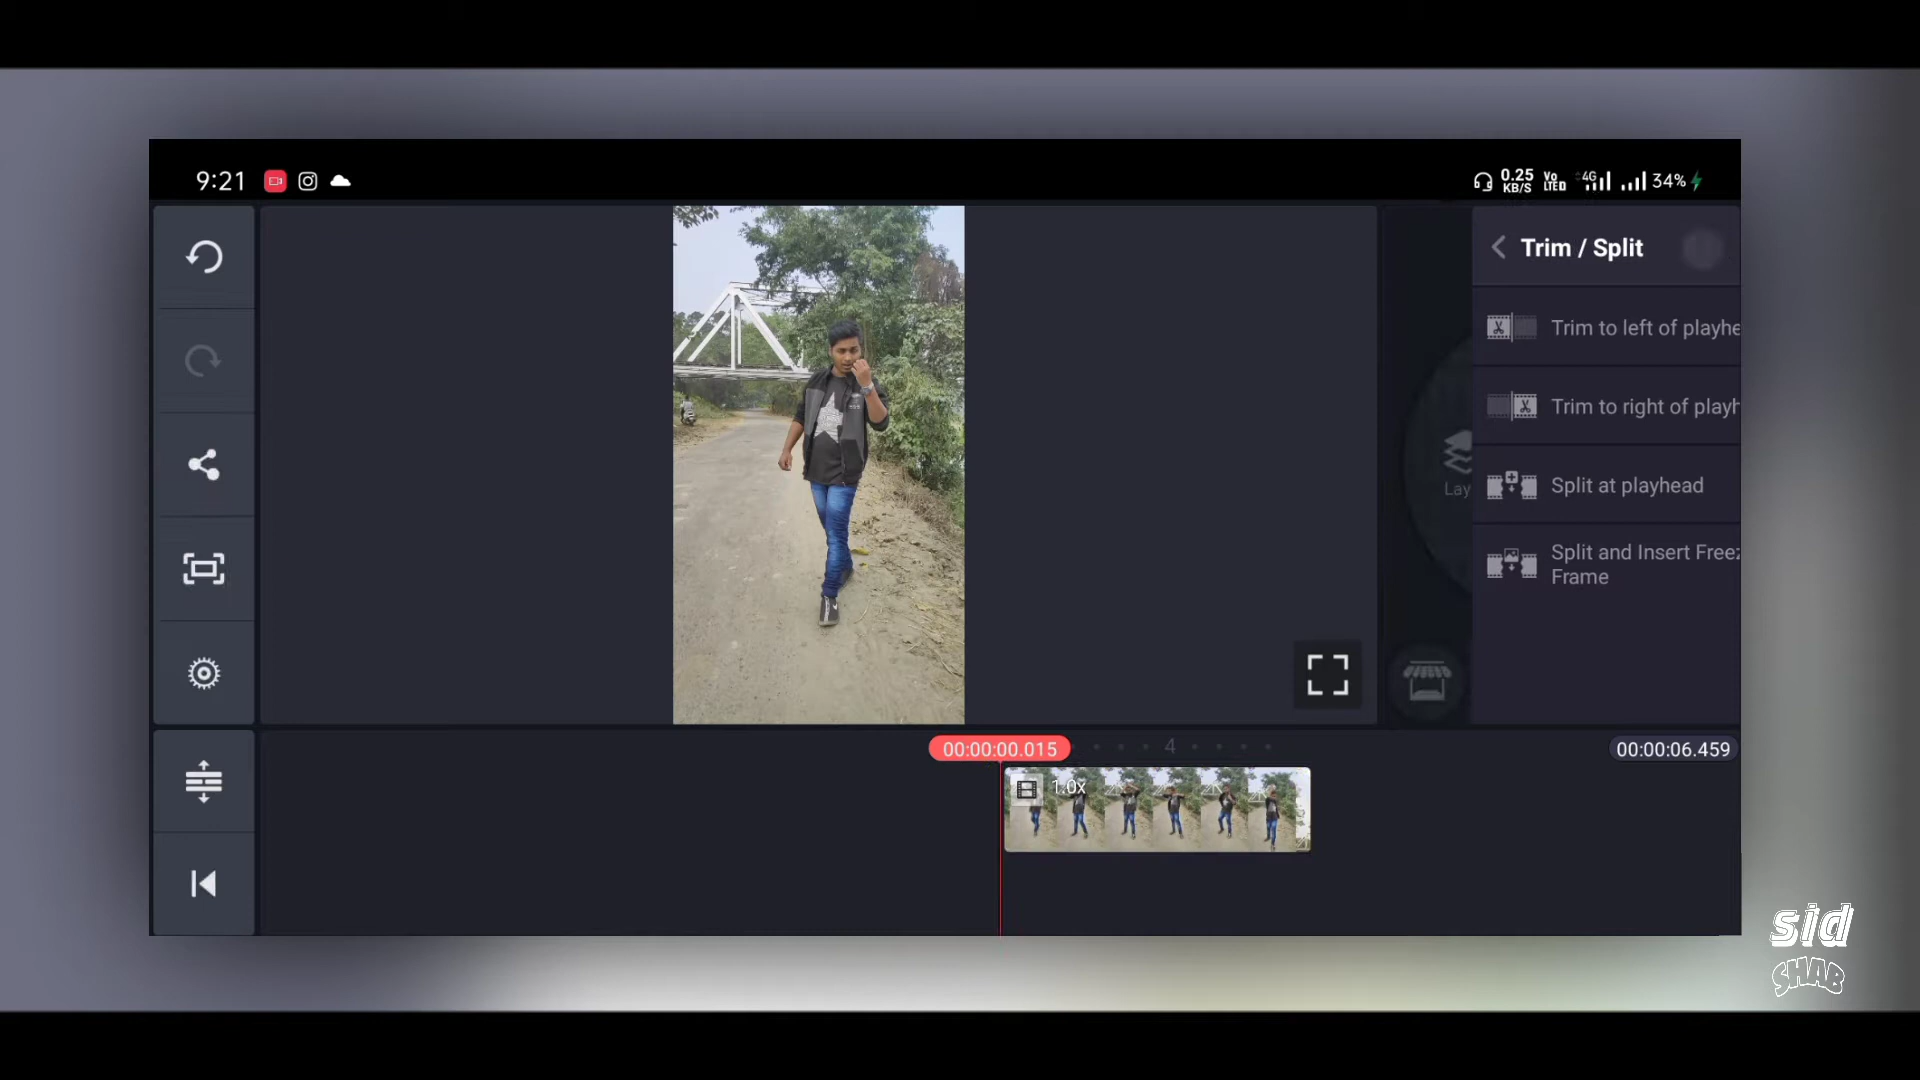 9:21
0.25
KB/S
Vo
LTED
4G
34%
Trim / Split
Trim to left of playhe
Trim to right of playh
Lay
Split at playhead
Split and Insert Freez
Frame
00:00:00.015
4
00:00:06.459
1.0x
sid
SHAB